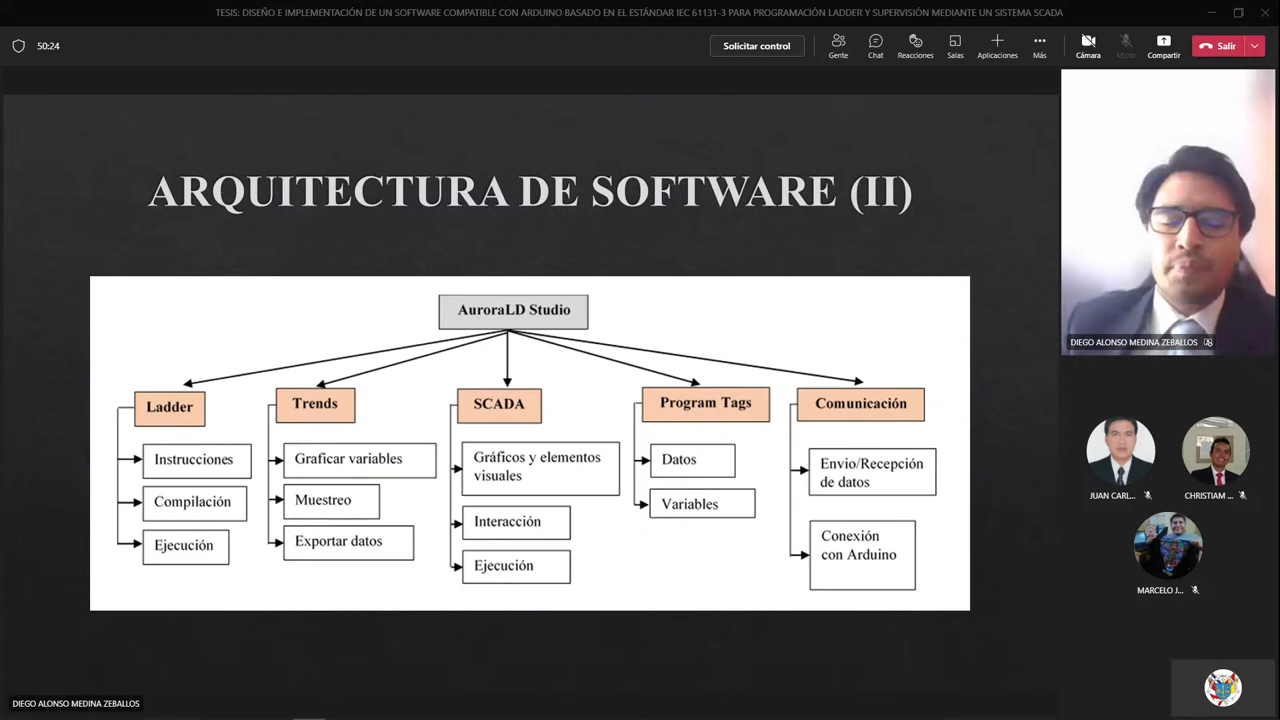 TESIS: DISEÑO E IMPLEMENTACIÓN DE UN SOFTWARE COMPATIBLE CON ARDUINO BASADO EN EL ESTÁNDAR IEC 61131-3 PARA PROGRAMACIÓN LADDER Y SUPERVISIÓN MEDIANTE UN SISTEMA SCADA
50:24
Solicitar control
Gente
Chat
Reacciones
Salas
Aplicaciones
Más
Cámara
Micro
Compartir
Salir
ARQUITECTURA DE SOFTWARE (II)
AuroraLD Studio
Ladder
Instrucciones
Compilación
Ejecución
Trends
Graficar variables
Muestreo
Exportar datos
SCADA
Gráficos y elementos
visuales
Interacción
Ejecución
Program Tags
Datos
Variables
Comunicación
Envio/Recepción
de datos
Conexión
con Arduino
DIEGO ALONSO MEDINA ZEBALLOS
JUAN CARL...
CHRISTIAM ...
MARCELO J...
DIEGO ALONSO MEDINA ZEBALLOS